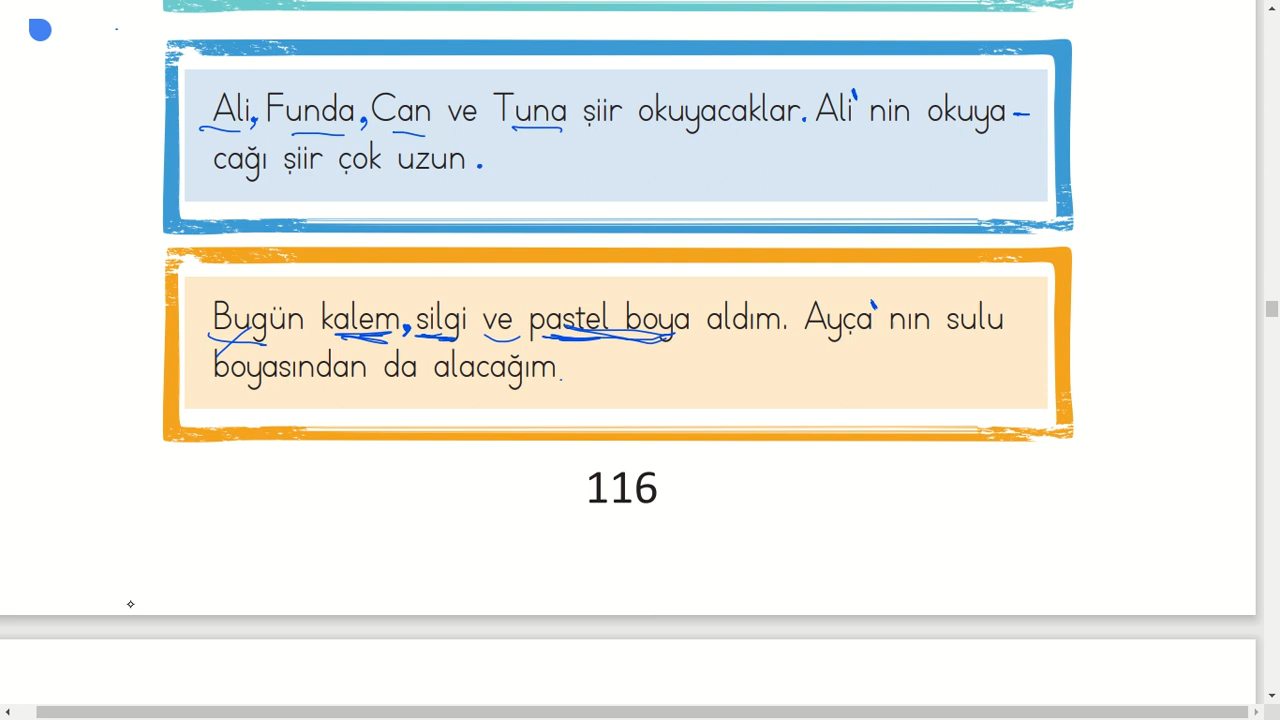 Ali, Funda, Can ve Tuna şiir okuyacaklar. Ali'nin okuya-
cağı şiir çok uzun.
Bugün kalem, silgi ve pastel boya aldım. Ayça'nın sulu
boyasından da alacağım.
116